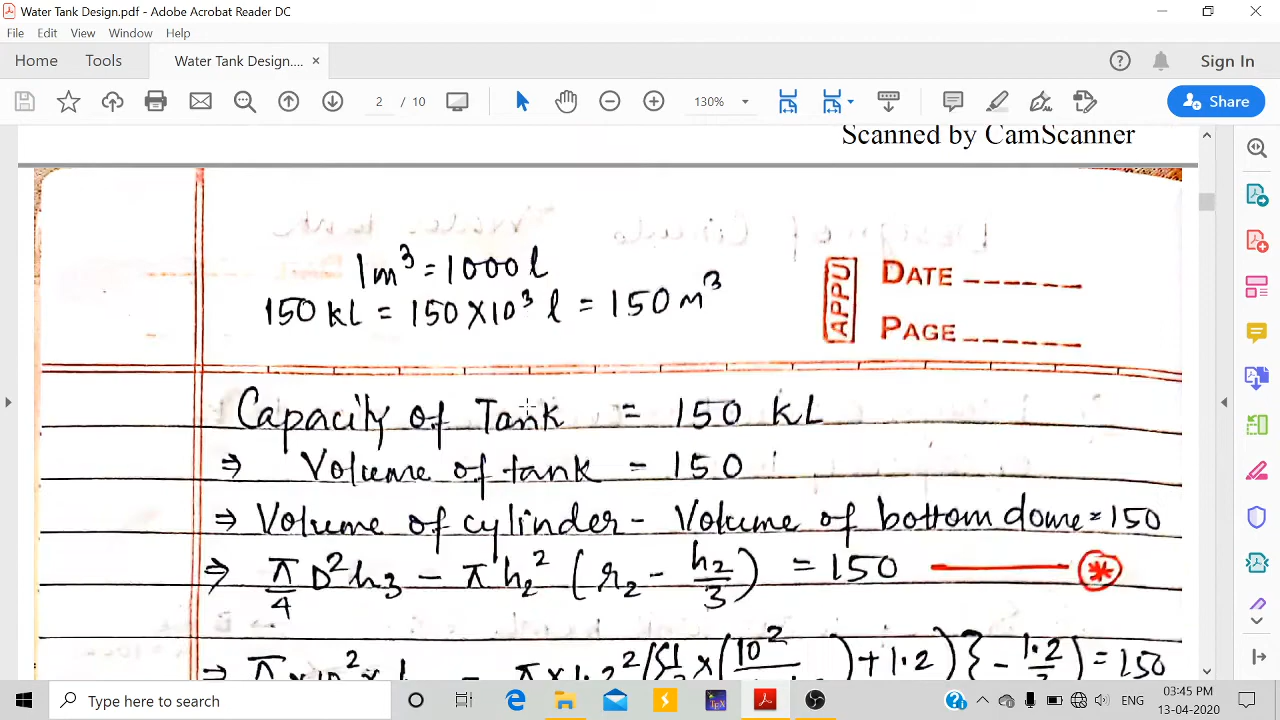 Water Tank Design.pdf - Adobe Acrobat Reader DC
File Edit View Window Help
Home Tools Water Tank Design.... × Sign In
2 / 10 130% Share
Scanned by CamScanner
1m³ = 1000 l
150 kl = 150 × 10³ l = 150 m³
APPU
DATE ------
PAGE ------
Capacity of Tank = 150 kL
⇒ Volume of tank = 150
⇒ Volume of cylinder - Volume of bottom dome = 150
⇒ π/4 D² h₃ - π h₂² (r₂ - h₂/3) = 150 ——— *
Type here to search
ENG 03:45 PM
13-04-2020